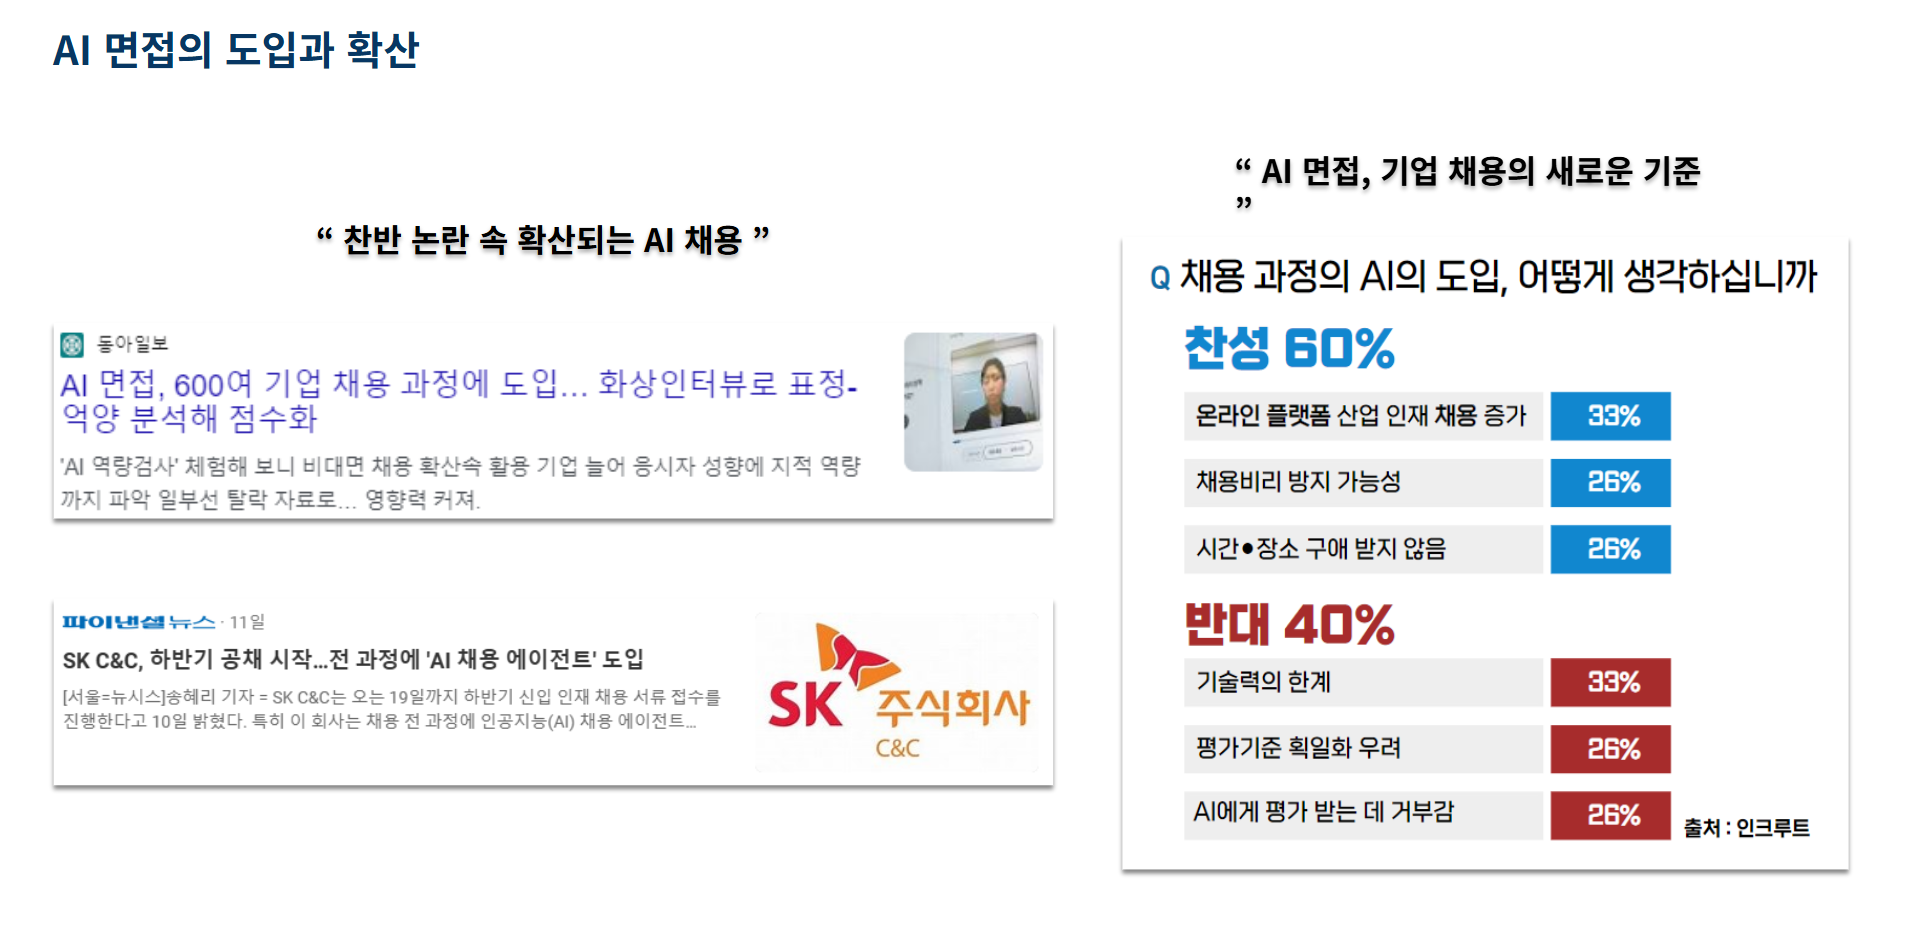 AI 면접의 도입과 확산
“ 찬반 논란 속 확산되는 AI 채용 ”
동아일보
AI 면접, 600여 기업 채용 과정에 도입... 화상인터뷰로 표정-
억양 분석해 점수화
'AI 역량검사' 체험해 보니 비대면 채용 확산속 활용 기업 늘어 응시자 성향에 지적 역량
까지 파악 일부선 탈락 자료로... 영향력 커져.
파이낸셜뉴스 · 11일
SK C&C, 하반기 공채 시작...전 과정에 'AI 채용 에이전트' 도입
[서울=뉴시스]송혜리 기자 = SK C&C는 오는 19일까지 하반기 신입 인재 채용 서류 접수를
진행한다고 10일 밝혔다. 특히 이 회사는 채용 전 과정에 인공지능(AI) 채용 에이전트...
SK 주식회사
C&C
“ AI 면접, 기업 채용의 새로운 기준
”
Q 채용 과정의 AI의 도입, 어떻게 생각하십니까
찬성 60%
온라인 플랫폼 산업 인재 채용 증가 33%
채용비리 방지 가능성 26%
시간•장소 구애 받지 않음 26%
반대 40%
기술력의 한계 33%
평가기준 획일화 우려 26%
AI에게 평가 받는 데 거부감 26%
출처 : 인크루트